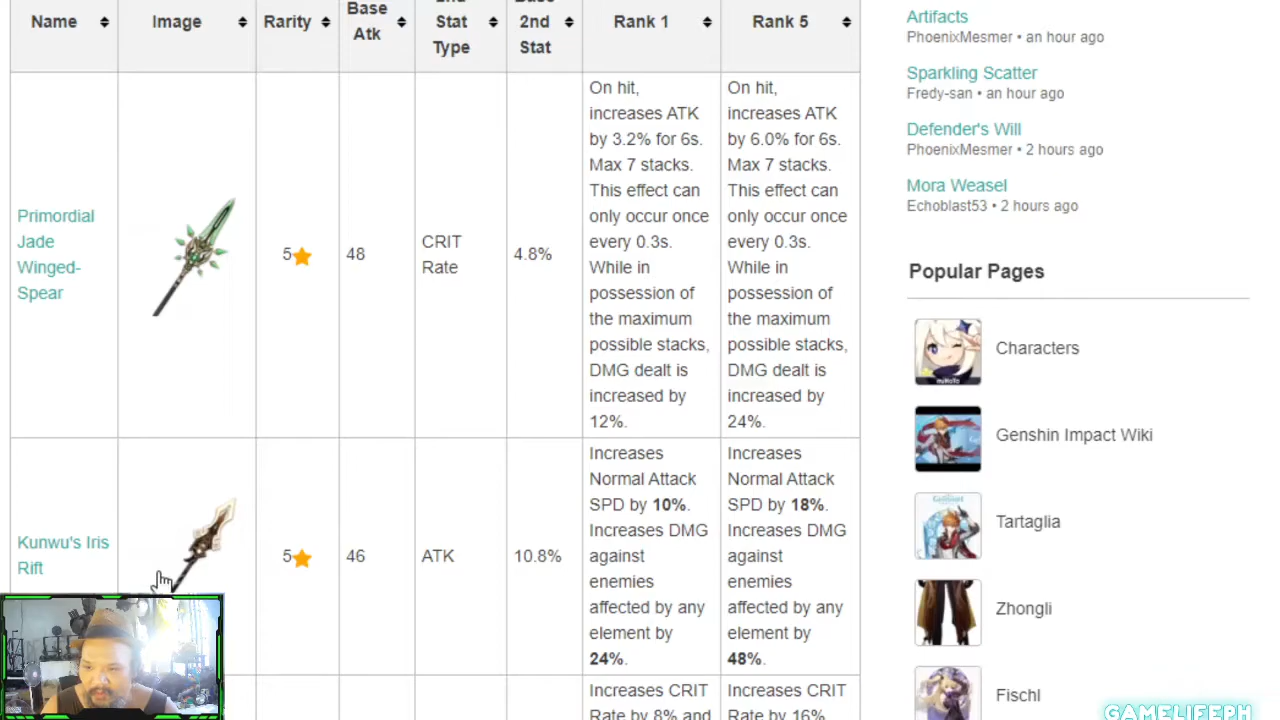 Name
Image
Rarity
Base
Atk
Stat
Type
2nd
Stat
Rank 1
Rank 5
Primordial
Jade
Winged-
Spear
5
48
CRIT
Rate
4.8%
On hit,
increases ATK
by 3.2% for 6s.
Max 7 stacks.
This effect can
only occur once
every 0.3s.
While in
possession of
the maximum
possible stacks,
DMG dealt is
increased by
12%.
On hit,
increases ATK
by 6.0% for 6s.
Max 7 stacks.
This effect can
only occur once
every 0.3s.
While in
possession of
the maximum
possible stacks,
DMG dealt is
increased by
24%.
Kunwu's Iris
Rift
5
46
ATK
10.8%
Increases
Normal Attack
SPD by 10%.
Increases DMG
against
enemies
affected by any
element by
24%.
Increases
Normal Attack
SPD by 18%.
Increases DMG
against
enemies
affected by any
element by
48%.
Increases CRIT
Rate by 8% and
Increases CRIT
Rate by 16%
Artifacts
PhoenixMesmer • an hour ago
Sparkling Scatter
Fredy-san • an hour ago
Defender's Will
PhoenixMesmer • 2 hours ago
Mora Weasel
Echoblast53 • 2 hours ago
Popular Pages
Characters
Genshin Impact Wiki
Tartaglia
Zhongli
Fischl
GAMELIFEPH